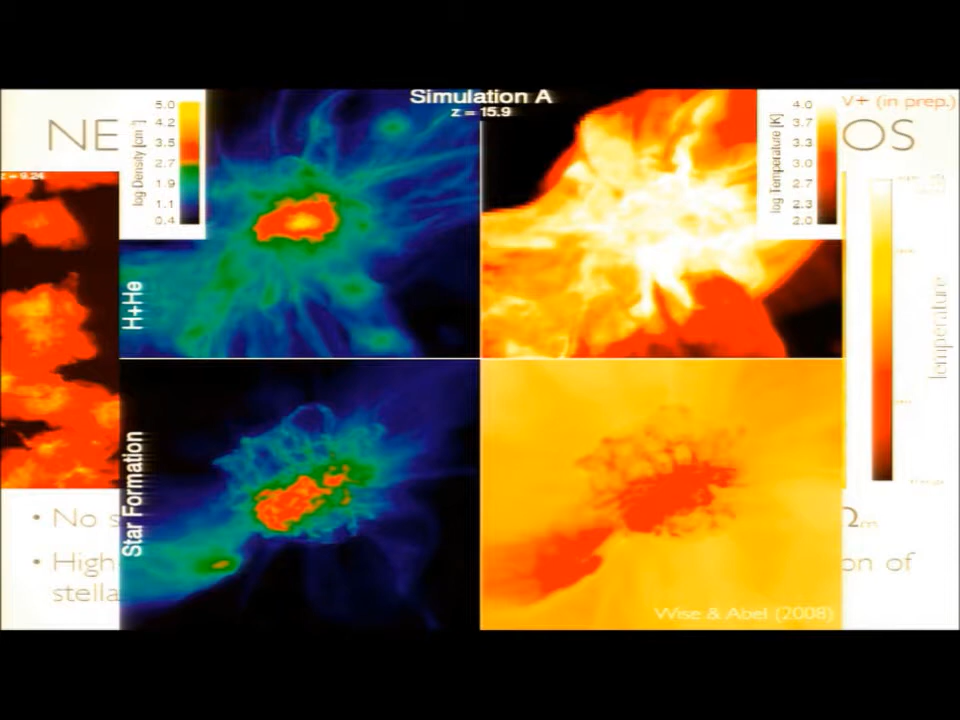 Simulation A
z = 15.9
V+ (in prep.)
NE
OS
z = 9.24
log Density [cm⁻³]
5.0
4.2
3.5
2.7
1.9
1.1
0.4
log Temperature [K]
4.0
3.7
3.3
3.0
2.7
2.3
2.0
H+He
Temperature
Star Formation
• No s
Ωm
• High-
on of
stella
Wise & Abel (2008)